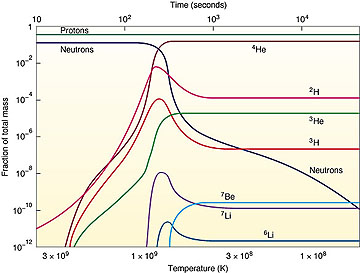 Time (seconds)
10²
10³
10⁴
1
10⁻²
10⁻⁴
10⁻⁶
10⁻⁸
10⁻¹⁰
10⁻¹²
Fraction of total mass
Protons
Neutrons
⁴He
²H
³He
³H
Neutrons
⁷Be
⁷Li
⁶Li
3 × 10⁹
1 × 10⁹
3 × 10⁸
1 × 10⁸
Temperature (K)